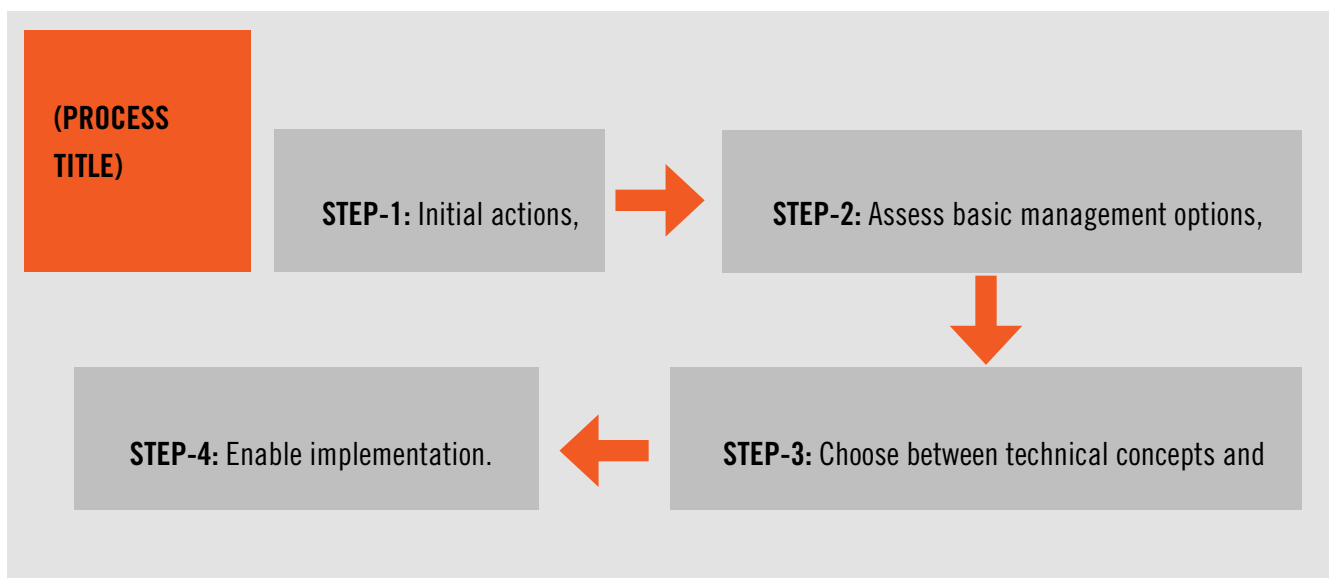 (PROCESS
TITLE)
STEP-1: Initial actions,
STEP-2: Assess basic management options,
STEP-3: Choose between technical concepts and
STEP-4: Enable implementation.